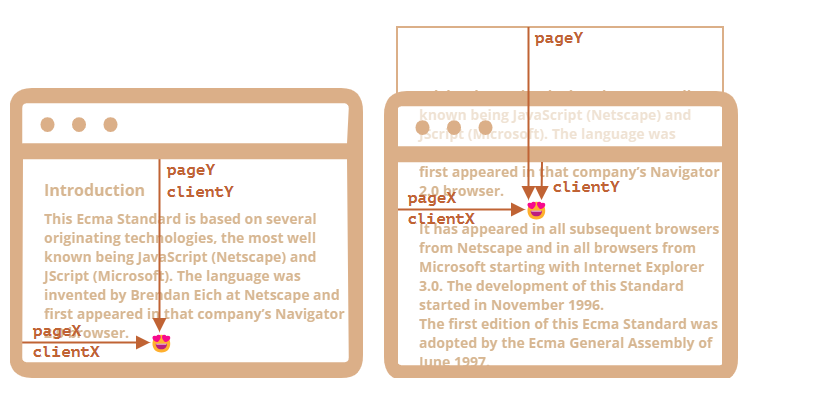 pageY
clientY
Introduction
This Ecma Standard is based on several
originating technologies, the most well
known being JavaScript (Netscape) and
JScript (Microsoft). The language was
invented by Brendan Eich at Netscape and
first appeared in that company's Navigator
2.0 browser.
pageX
clientX
pageY
known being JavaScript (Netscape) and
JScript (Microsoft). The language was
first appeared in that company's Navigator
2.0 browser.
clientY
pageX
clientX
It has appeared in all subsequent browsers
from Netscape and in all browsers from
Microsoft starting with Internet Explorer
3.0. The development of this Standard
started in November 1996.
The first edition of this Ecma Standard was
adopted by the Ecma General Assembly of
June 1997.